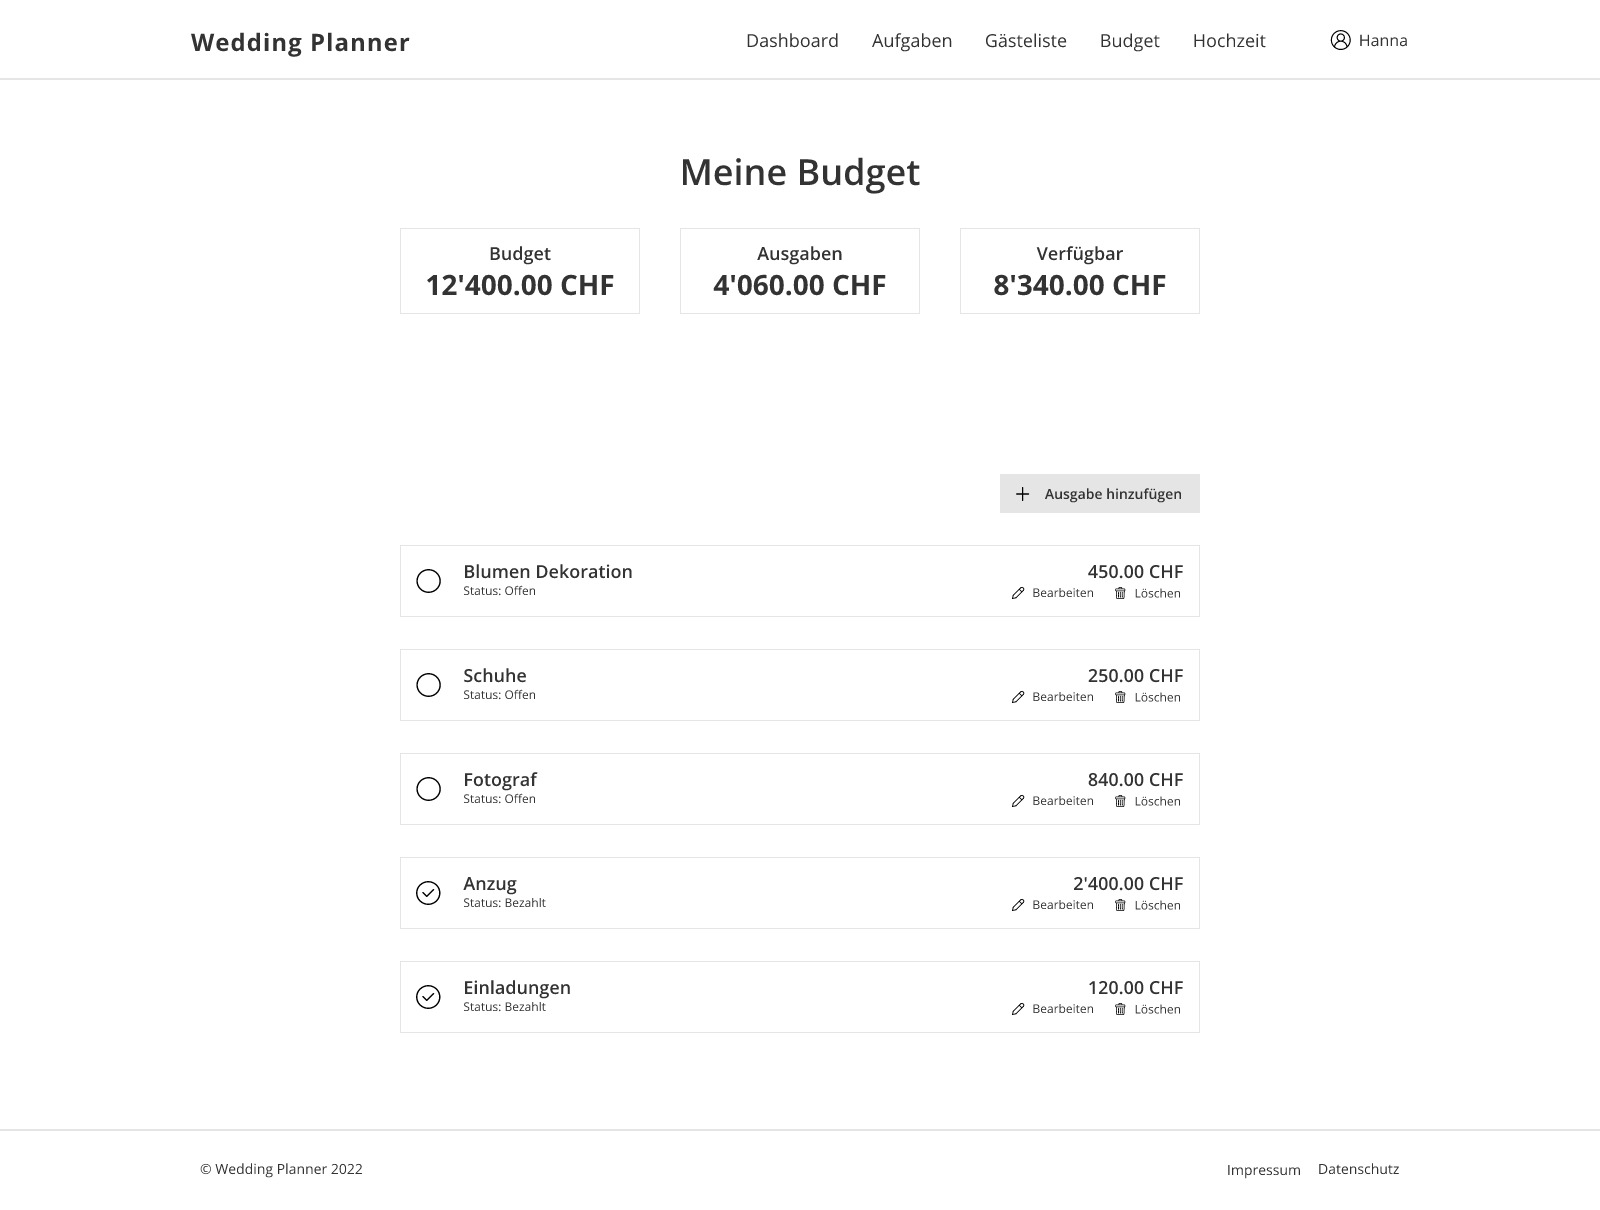 Wedding Planner
Dashboard Aufgaben Gästeliste Budget Hochzeit Hanna
Meine Budget
Budget
12'400.00 CHF
Ausgaben
4'060.00 CHF
Verfügbar
8'340.00 CHF
Ausgabe hinzufügen
Blumen Dekoration
Status: Offen
450.00 CHF
Bearbeiten Löschen
Schuhe
Status: Offen
250.00 CHF
Bearbeiten Löschen
Fotograf
Status: Offen
840.00 CHF
Bearbeiten Löschen
Anzug
Status: Bezahlt
2'400.00 CHF
Bearbeiten Löschen
Einladungen
Status: Bezahlt
120.00 CHF
Bearbeiten Löschen
© Wedding Planner 2022
Impressum Datenschutz